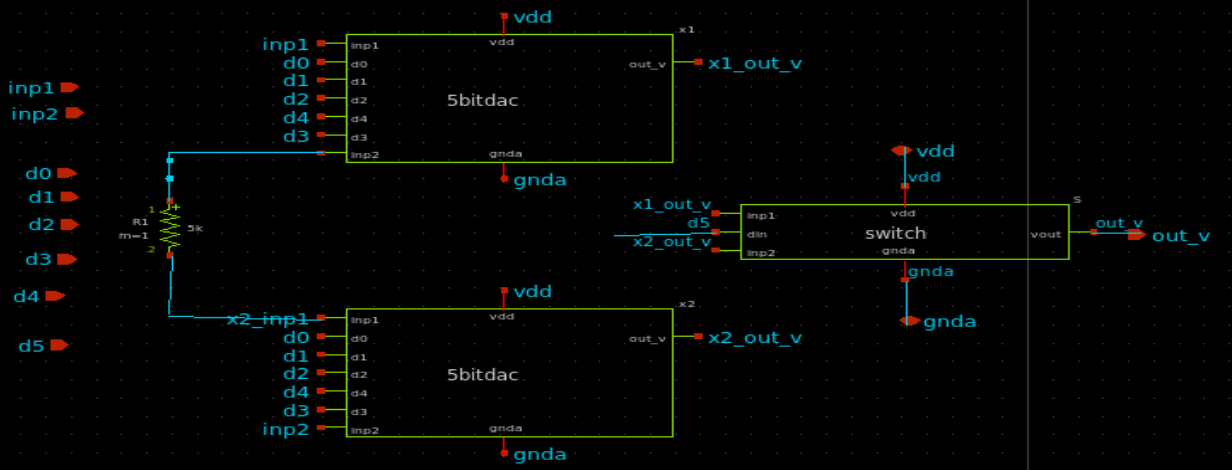 inp1
inp2
d0
d1
d2
d3
d4
d5
vdd
x1
inp1
d0
d1
d2
d4
d3
inp1
d0
d1
d2
d4
d3
inp2
vdd
5bitdac
gnda
out_v
x1_out_v
gnda
1
+
R1
m=1
5k
2
vdd
x2
x2_inp1
d0
d1
d2
d4
d3
inp2
inp1
d0
d1
d2
d4
d3
inp2
vdd
5bitdac
gnda
out_v
x2_out_v
gnda
vdd
vdd
s
x1_out_v
d5
x2_out_v
inp1
din
inp2
vdd
switch
gnda
vout
out_v
out_v
gnda
gnda